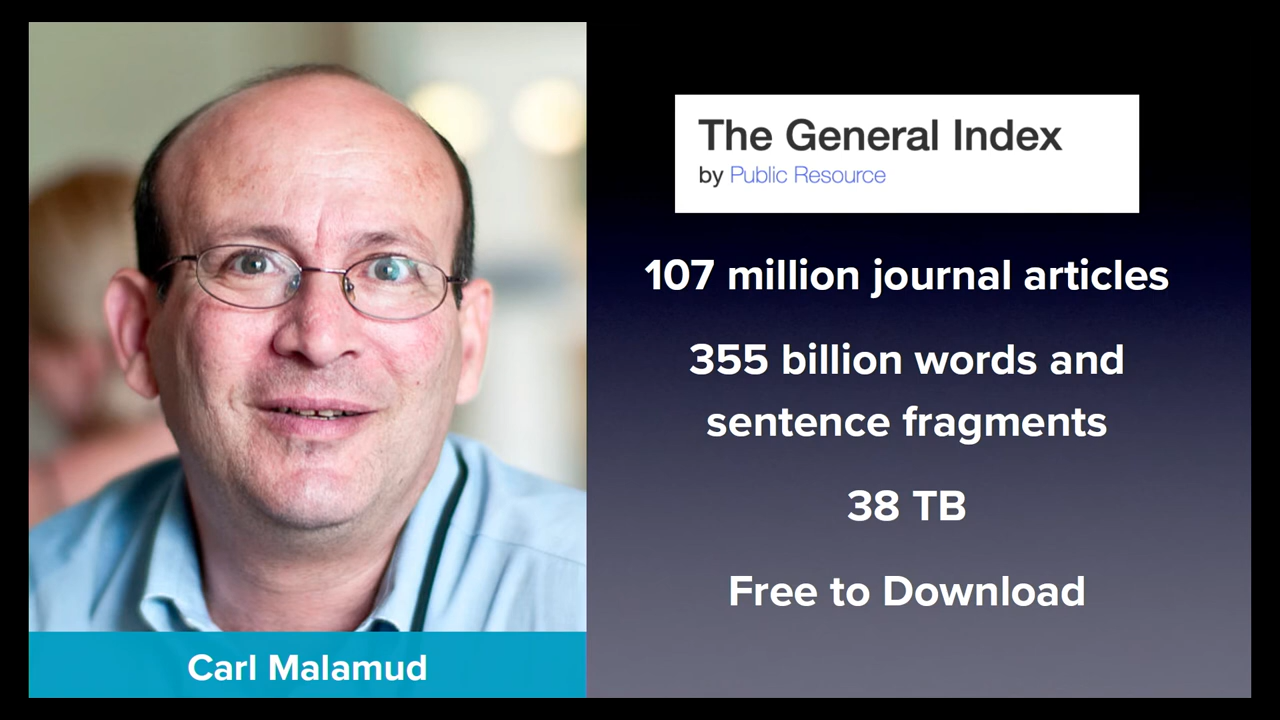 The General Index
by Public Resource
107 million journal articles
355 billion words and
sentence fragments
38 TB
Free to Download
Carl Malamud